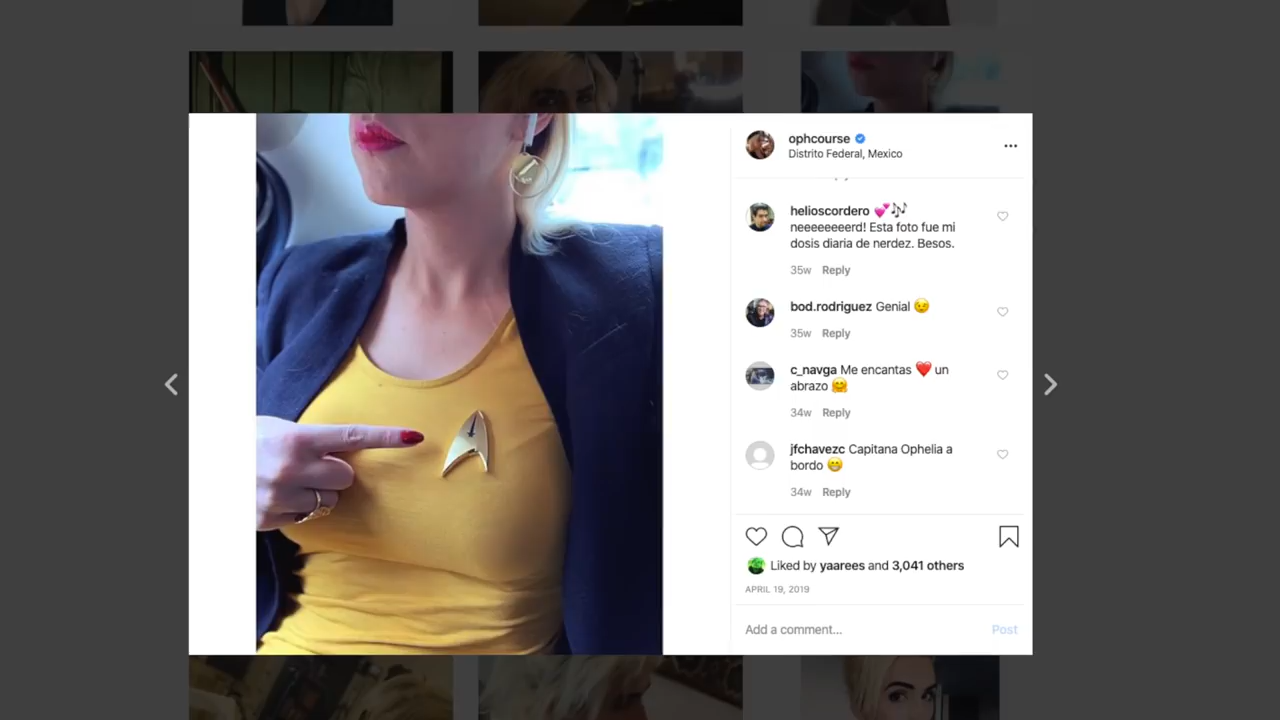 ophcourse
Distrito Federal, Mexico
helioscordero 💕🎶
neeeeeeeerd! Esta foto fue mi
dosis diaria de nerdez. Besos.
35w Reply
bod.rodriguez Genial 😉
35w Reply
c_navga Me encantas ❤️ un
abrazo 🤗
34w Reply
jfchavezc Capitana Ophelia a
bordo 😁
34w Reply
Liked by yaarees and 3,041 others
APRIL 19, 2019
Add a comment... Post